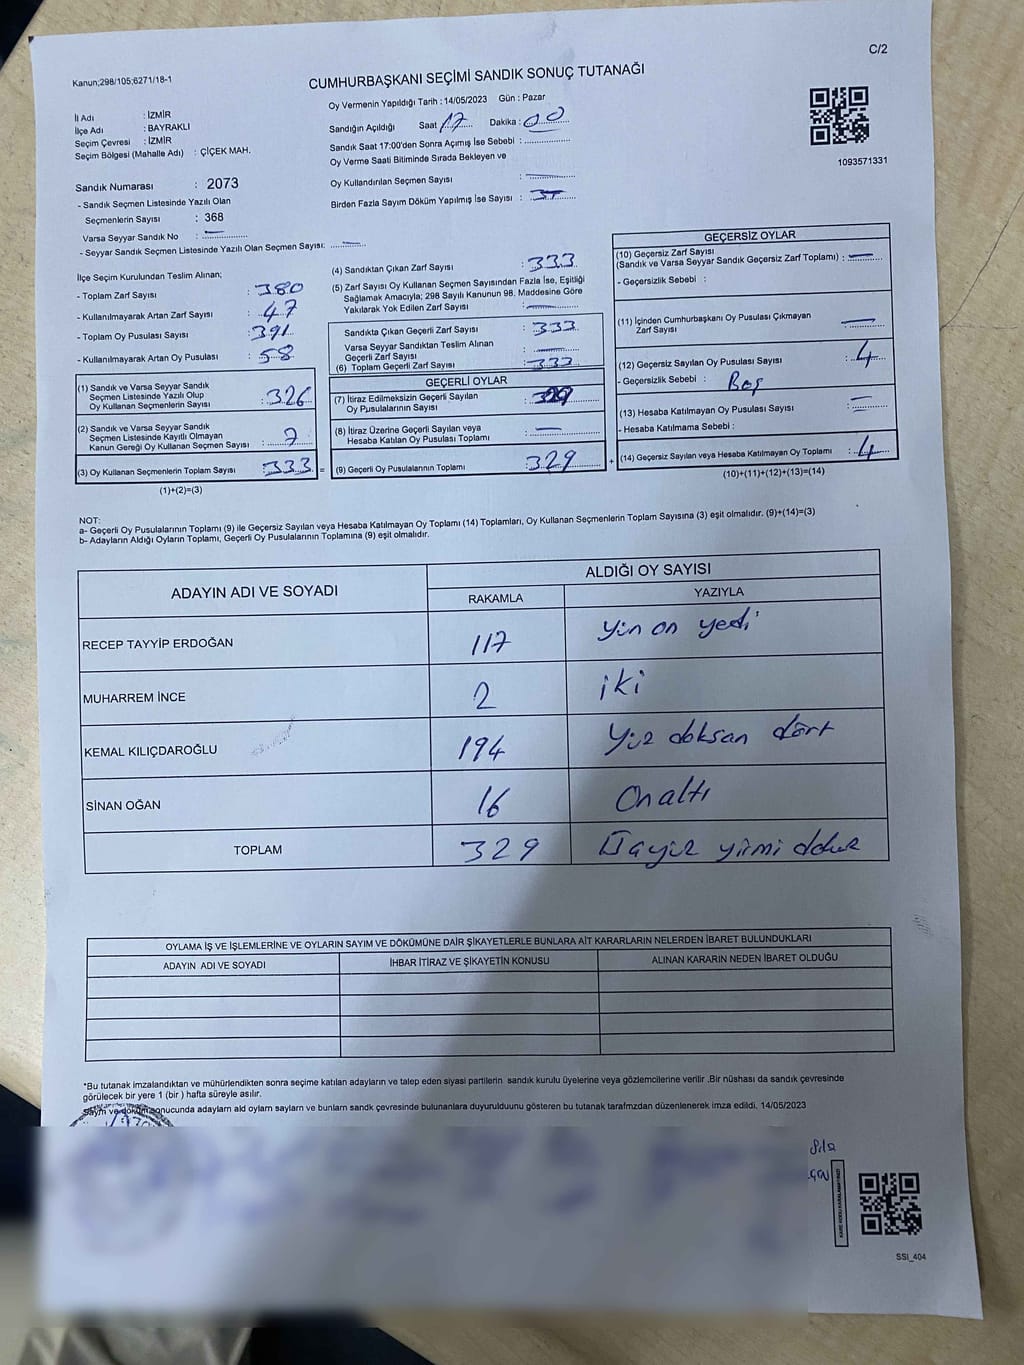 C/2
Kanun;298/105;6271/18-1
CUMHURBAŞKANI SEÇİMİ SANDIK SONUÇ TUTANAĞI
İl Adı : İZMİR
İlçe Adı : BAYRAKLI
Seçim Çevresi : İZMİR
Seçim Bölgesi (Mahalle Adı) : ÇİÇEK MAH.
Sandık Numarası : 2073
- Sandık Seçmen Listesinde Yazılı Olan
Seçmenlerin Sayısı : 368
Varsa Seyyar Sandık No :
- Seyyar Sandık Seçmen Listesinde Yazılı Olan Seçmen Sayısı:
Oy Vermenin Yapıldığı Tarih : 14/05/2023 Gün : Pazar
Sandığın Açıldığı Saat 17 Dakika : 00
Sandık Saat 17:00'den Sonra Açımış İse Sebebi :
Oy Verme Saati Bitiminde Sırada Bekleyen ve
Oy Kullandırılan Seçmen Sayısı :
Birden Fazla Sayım Döküm Yapılmış İse Sayısı :
1093571331
İlçe Seçim Kurulundan Teslim Alınan;
- Toplam Zarf Sayısı : 380
- Kullanılmayarak Artan Zarf Sayısı : 47
- Toplam Oy Pusulası Sayısı : 391
- Kullanılmayarak Artan Oy Pusulası : 58
(1) Sandık ve Varsa Seyyar Sandık
Seçmen Listesinde Yazılı Olup
Oy Kullanan Seçmenlerin Sayısı : 326
(2) Sandık ve Varsa Seyyar Sandık
Seçmen Listesinde Kayıtlı Olmayan
Kanun Gereği Oy Kullanan Seçmen Sayısı : 7
(3) Oy Kullanan Seçmenlerin Toplam Sayısı : 333 =
(1)+(2)=(3)
(4) Sandıktan Çıkan Zarf Sayısı : 333
(5) Zarf Sayısı Oy Kullanan Seçmen Sayısından Fazla İse, Eşitliği
Sağlamak Amacıyla; 298 Sayılı Kanunun 98. Maddesine Göre
Yakılarak Yok Edilen Zarf Sayısı :
Sandıkta Çıkan Geçerli Zarf Sayısı : 333
Varsa Seyyar Sandıktan Teslim Alınan
Geçerli Zarf Sayısı :
(6) Toplam Geçerli Zarf Sayısı : 333
GEÇERLİ OYLAR
(7) İtiraz Edilmeksizin Geçerli Sayılan
Oy Pusulalarının Sayısı : 329
(8) İtiraz Üzerine Geçerli Sayılan veya
Hesaba Katılan Oy Pusulası Toplamı :
(9) Geçerli Oy Pusulalarının Toplamı 329 +
GEÇERSİZ OYLAR
(10) Geçersiz Zarf Sayısı
(Sandık ve Varsa Seyyar Sandık Geçersiz Zarf Toplamı) :
- Geçersizlik Sebebi :
(11) İçinden Cumhurbaşkanı Oy Pusulası Çıkmayan
Zarf Sayısı :
(12) Geçersiz Sayılan Oy Pusulası Sayısı : 4
- Geçersizlik Sebebi : Boş
(13) Hesaba Katılmayan Oy Pusulası Sayısı :
- Hesaba Katılmama Sebebi :
(14) Geçersiz Sayılan veya Hesaba Katılmayan Oy Toplamı : 4
(10)+(11)+(12)+(13)=(14)
NOT:
a- Geçerli Oy Pusulalarının Toplamı (9) ile Geçersiz Sayılan veya Hesaba Katılmayan Oy Toplamı (14) Toplamları, Oy Kullanan Seçmenlerin Toplam Sayısına (3) eşit olmalıdır. (9)+(14)=(3)
b- Adayların Aldığı Oyların Toplamı, Geçerli Oy Pusulalarının Toplamına (9) eşit olmalıdır.
ADAYIN ADI VE SOYADI ALDIĞI OY SAYISI
RAKAMLA YAZIYLA
RECEP TAYYİP ERDOĞAN 117 Yüz on yedi
MUHARREM İNCE 2 iki
KEMAL KILIÇDAROĞLU 194 Yüz doksan dört
SİNAN OĞAN 16 Onaltı
TOPLAM 329 Üçyüz yirmi dokuz
OYLAMA İŞ VE İŞLEMLERİNE VE OYLARIN SAYIM VE DÖKÜMÜNE DAİR ŞİKAYETLERLE BUNLARA AİT KARARLARIN NELERDEN İBARET BULUNDUKLARI
ADAYIN ADI VE SOYADI İHBAR İTİRAZ VE ŞİKAYETİN KONUSU ALINAN KARARIN NEDEN İBARET OLDUĞU
*Bu tutanak imzalandıktan ve mühürlendikten sonra seçime katılan adayların ve talep eden siyasi partilerin sandık kurulu üyelerine veya gözlemcilerine verilir .Bir nüshası da sandık çevresinde
görülecek bir yere 1 (bir ) hafta süreyle asılır.
Sayım ve döküm sonucunda adaylam ald oylam saylam ve bunlam sandk çevresinde bulunanlara duyurulduunu gösteren bu tutanak tarafmzdan düzenlenerek imza edildi, 14/05/2023
SSI_404